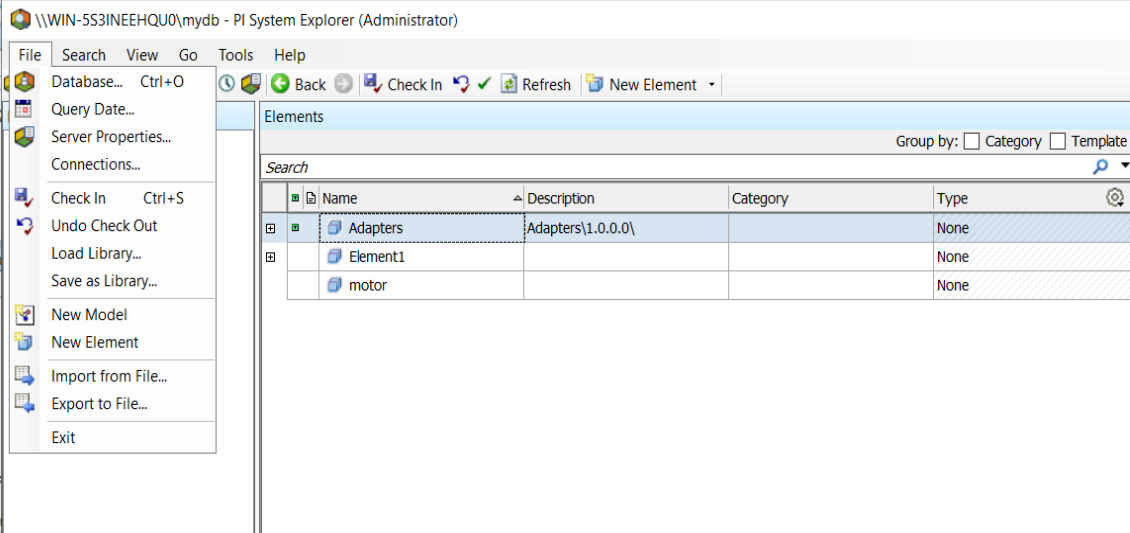 \\WIN-5S3INEEHQU0\mydb - PI System Explorer (Administrator)
File Search View Go Tools Help
Back Check In Refresh New Element
Database... Ctrl+O
Query Date...
Server Properties...
Connections...
Check In Ctrl+S
Undo Check Out
Load Library...
Save as Library...
New Model
New Element
Import from File...
Export to File...
Exit
Elements
Group by: Category Template
Search
Name Description Category Type
Adapters Adapters\1.0.0.0\ None
Element1 None
motor None